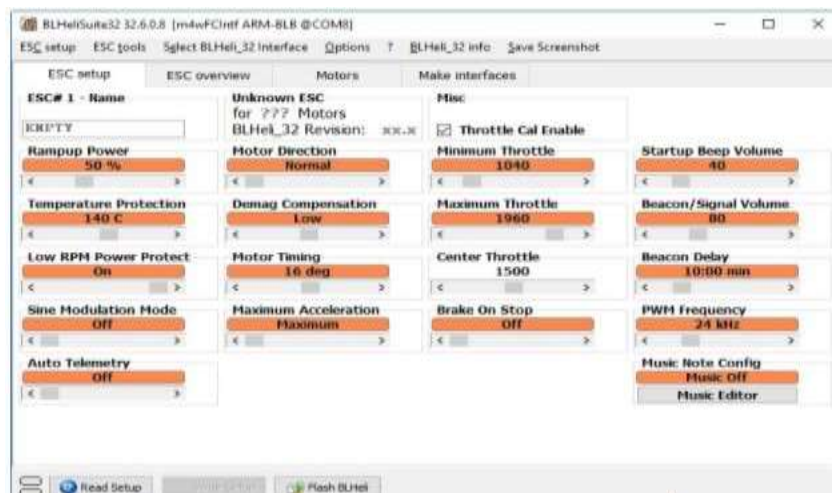 BLHeliSuite32 32.6.0.8 [m4wFCIntf ARM-BLB @COM8]
ESC setup ESC tools Select BLHeli_32 Interface Options ? BLHeli_32 info Save Screenshot
ESC setup ESC overview Motors Make interfaces
ESC# 1 - Name
EMPTY
Unknown ESC
for ??? Motors
BLHeli_32 Revision: xx.x
Misc
Throttle Cal Enable
Rampup Power
50 %
Motor Direction
Normal
Minimum Throttle
1040
Startup Beep Volume
40
Temperature Protection
140 C
Demag Compensation
Low
Maximum Throttle
1960
Beacon/Signal Volume
80
Low RPM Power Protect
On
Motor Timing
16 deg
Center Throttle
1500
Beacon Delay
10:00 min
Sine Modulation Mode
Off
Maximum Acceleration
Maximum
Brake On Stop
Off
PWM Frequency
24 kHz
Auto Telemetry
Off
Music Note Config
Music Off
Music Editor
Read Setup Flash BLHeli